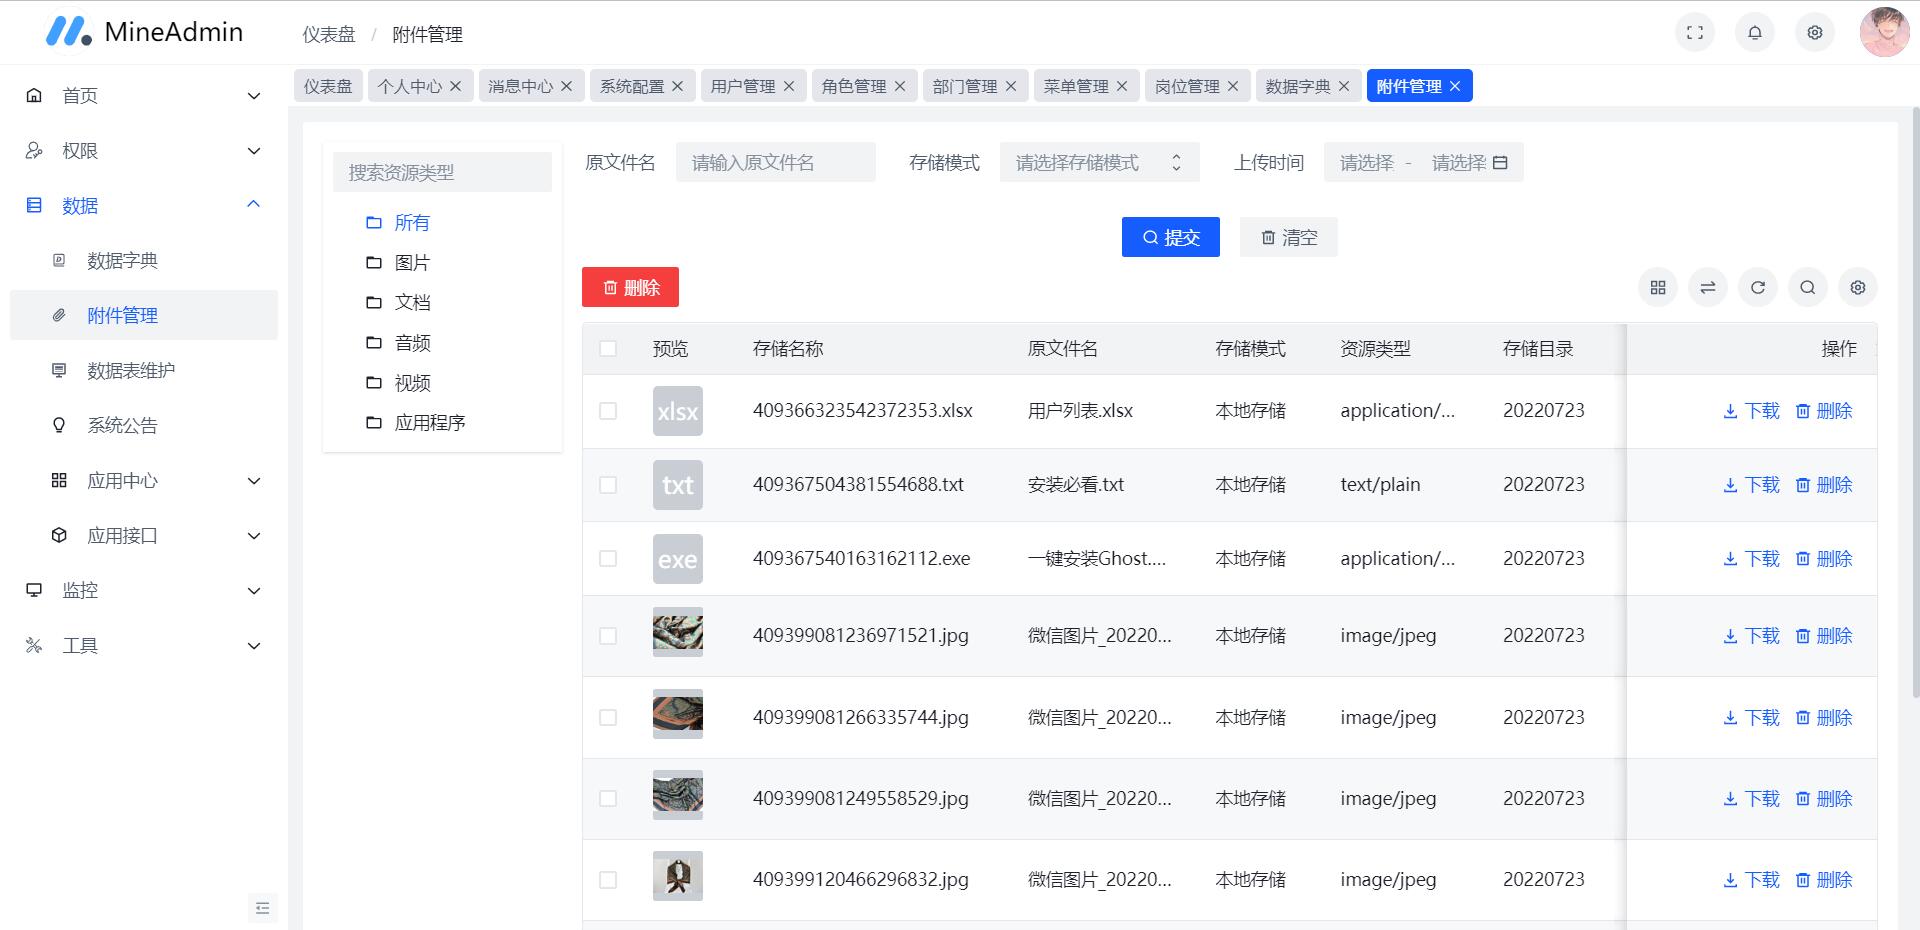 MineAdmin
仪表盘 / 附件管理
仪表盘 个人中心 消息中心 系统配置 用户管理 角色管理 部门管理 菜单管理 岗位管理 数据字典 附件管理
首页
权限
数据
数据字典
附件管理
数据表维护
系统公告
应用中心
应用接口
监控
工具
搜索资源类型
所有
图片
文档
音频
视频
应用程序
原文件名 请输入原文件名 存储模式 请选择存储模式 上传时间 请选择 - 请选择
提交 清空
删除
预览 存储名称 原文件名 存储模式 资源类型 存储目录 操作
xlsx 409366323542372353.xlsx 用户列表.xlsx 本地存储 application/... 20220723 下载 删除
txt 409367504381554688.txt 安装必看.txt 本地存储 text/plain 20220723 下载 删除
exe 409367540163162112.exe 一键安装Ghost.... 本地存储 application/... 20220723 下载 删除
409399081236971521.jpg 微信图片_20220... 本地存储 image/jpeg 20220723 下载 删除
409399081266335744.jpg 微信图片_20220... 本地存储 image/jpeg 20220723 下载 删除
409399081249558529.jpg 微信图片_20220... 本地存储 image/jpeg 20220723 下载 删除
409399120466296832.jpg 微信图片_20220... 本地存储 image/jpeg 20220723 下载 删除